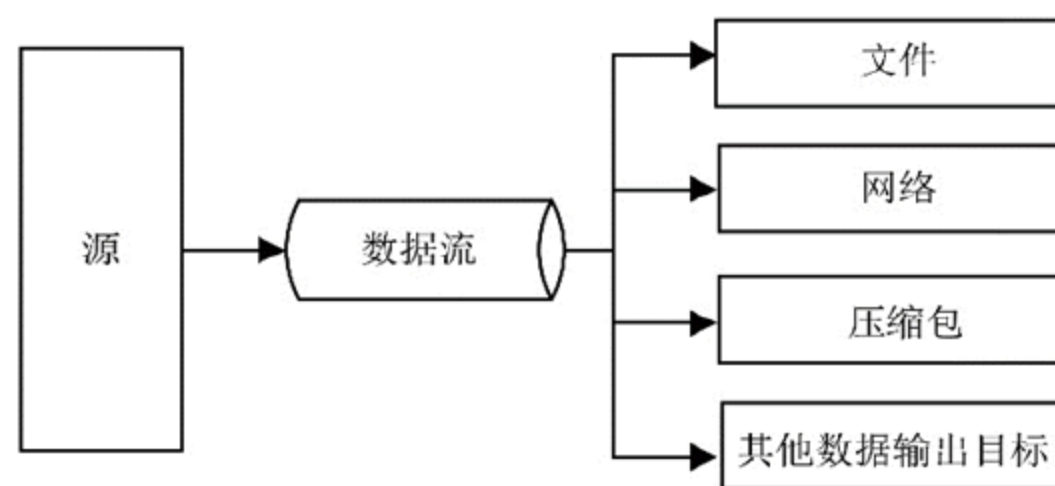 源
数据流
文件
网络
压缩包
其他数据输出目标